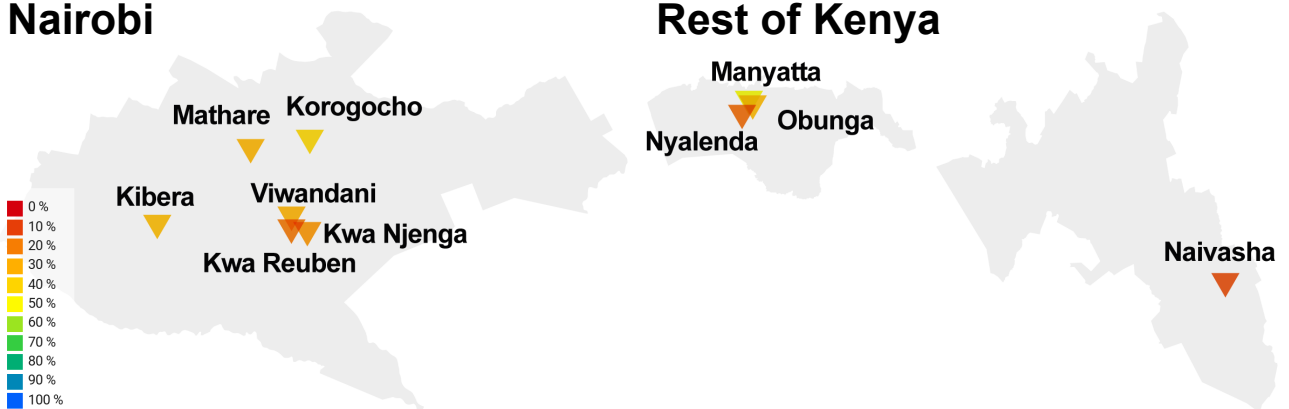 Nairobi
Rest of Kenya
Manyatta
Mathare
Korogocho
Obunga
Nyalenda
Kibera
Viwandani
Kwa Njenga
Kwa Reuben
Naivasha
0 %
10 %
20 %
30 %
40 %
50 %
60 %
70 %
80 %
90 %
100 %